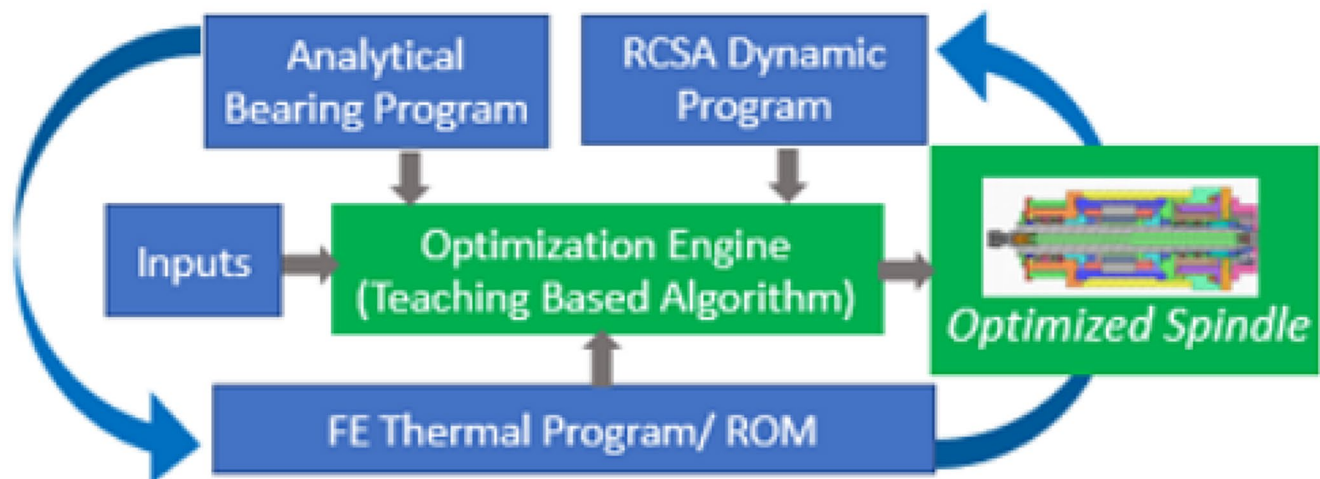 Analytical
Bearing Program
RCSA Dynamic
Program
Inputs
Optimization Engine
(Teaching Based Algorithm)
Optimized Spindle
FE Thermal Program/ ROM